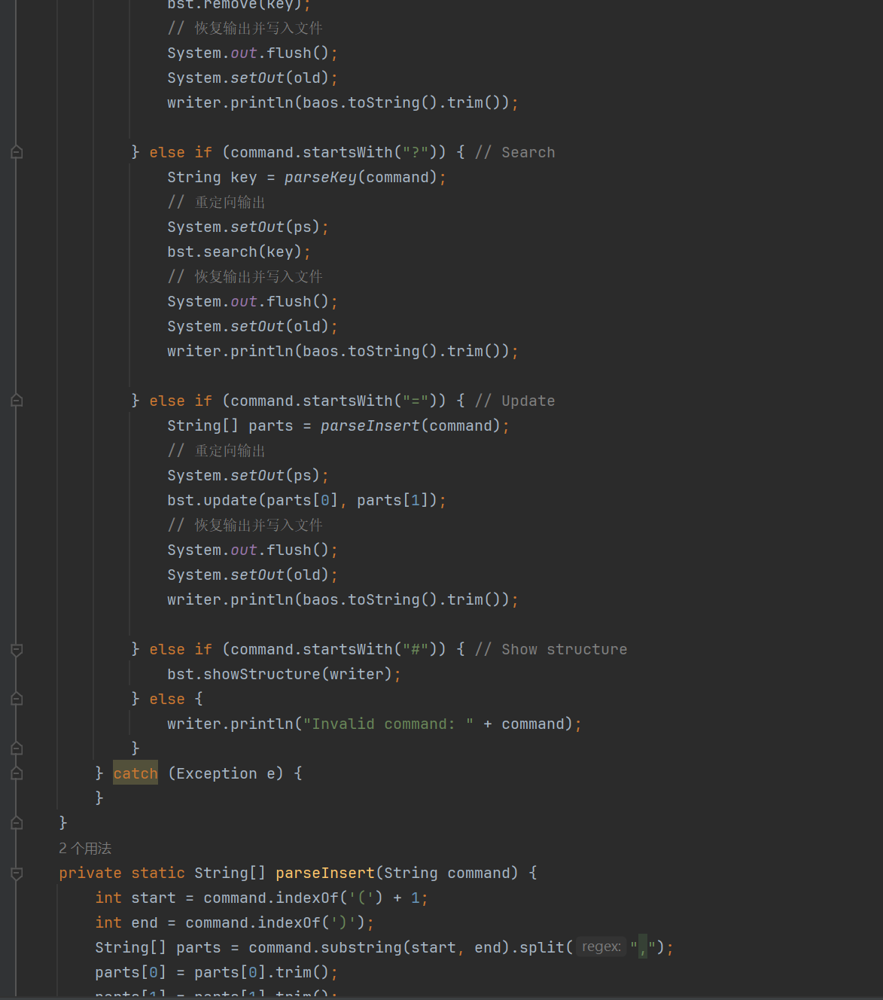 bst.remove(key);
// 恢复输出并写入文件
System.out.flush();
System.setOut(old);
writer.println(baos.toString().trim());
} else if (command.startsWith("?")) { // Search
String key = parseKey(command);
// 重定向输出
System.setOut(ps);
bst.search(key);
// 恢复输出并写入文件
System.out.flush();
System.setOut(old);
writer.println(baos.toString().trim());
} else if (command.startsWith("=")) { // Update
String[] parts = parseInsert(command);
// 重定向输出
System.setOut(ps);
bst.update(parts[0], parts[1]);
// 恢复输出并写入文件
System.out.flush();
System.setOut(old);
writer.println(baos.toString().trim());
} else if (command.startsWith("#")) { // Show structure
bst.showStructure(writer);
} else {
writer.println("Invalid command: " + command);
}
} catch (Exception e) {
}
}
2 个用法
private static String[] parseInsert(String command) {
int start = command.indexOf('(') + 1;
int end = command.indexOf(')');
String[] parts = command.substring(start, end).split( regex: ",");
parts[0] = parts[0].trim();
parts[1] = parts[1].trim();